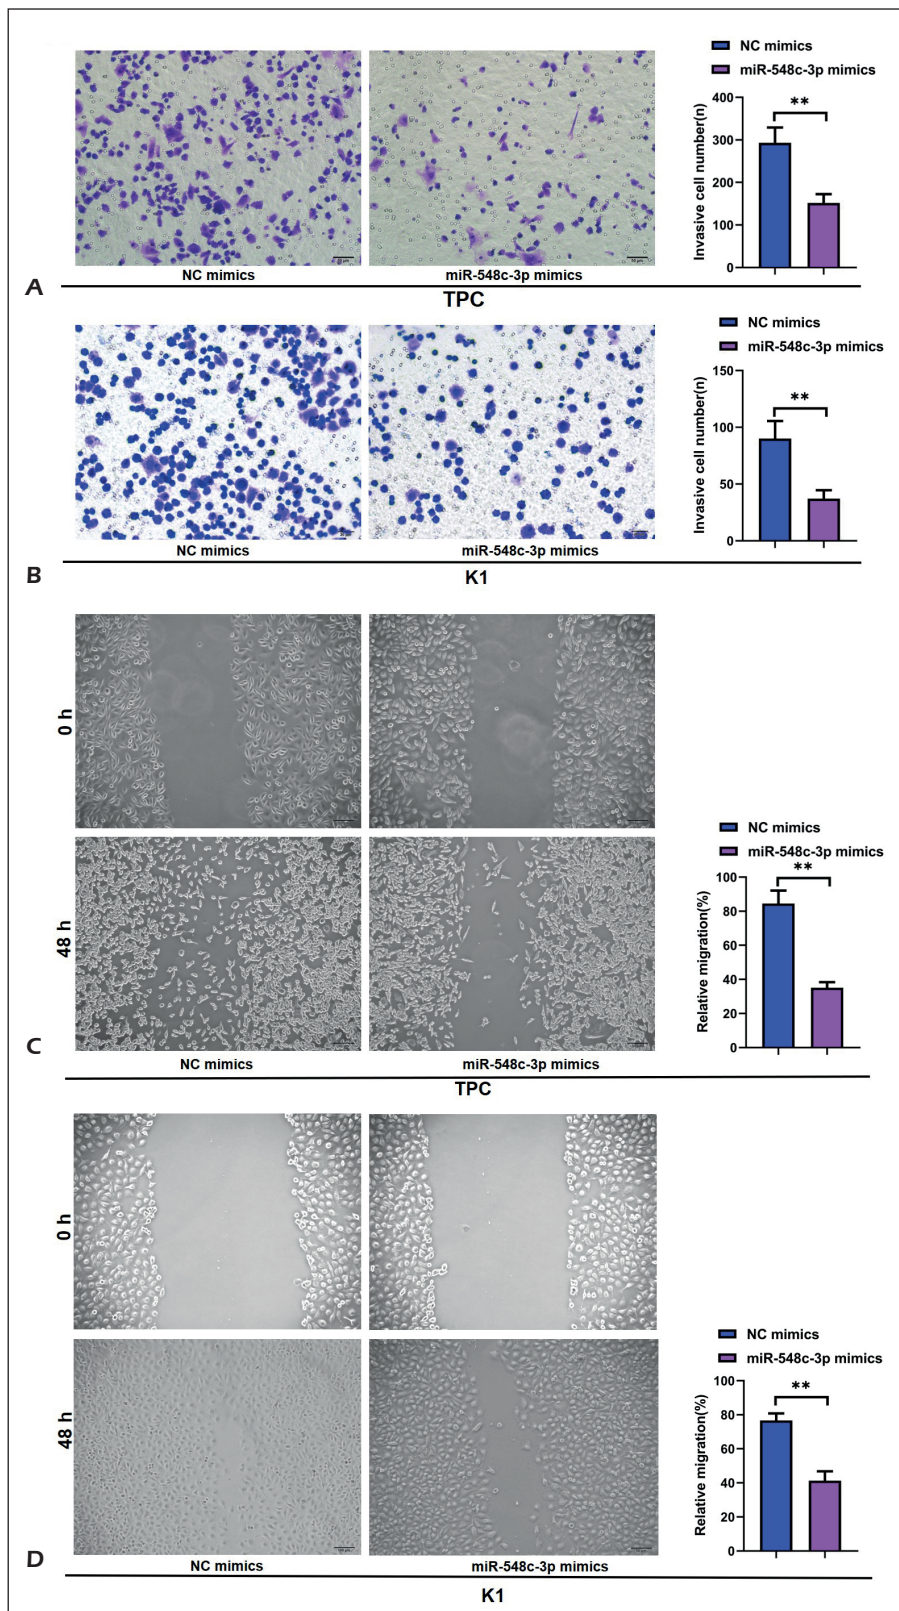 NC mimics
miR-548c-3p mimics
**
400
300
200
100
0
Invasive cell number(n)
NC mimics
miR-548c-3p mimics
A
TPC
NC mimics
miR-548c-3p mimics
**
150
100
50
0
Invasive cell number(n)
NC mimics
miR-548c-3p mimics
B
K1
0 h
48 h
NC mimics
miR-548c-3p mimics
**
100
80
60
40
20
0
Relative migration(%)
C
NC mimics
miR-548c-3p mimics
TPC
0 h
48 h
NC mimics
miR-548c-3p mimics
**
100
80
60
40
20
0
Relative migration(%)
D
NC mimics
miR-548c-3p mimics
K1